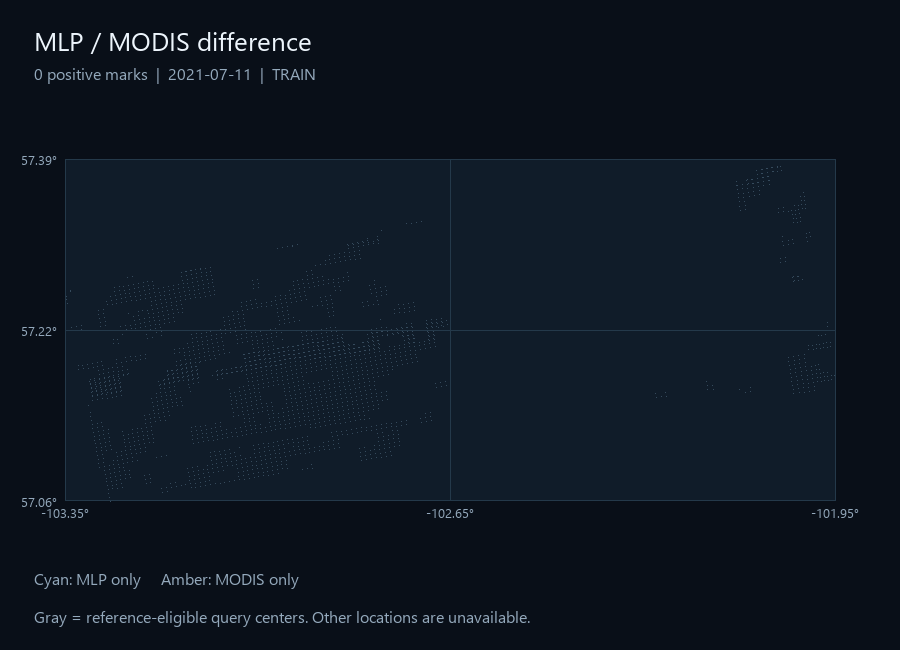 MLP / MODIS difference
0 positive marks | 2021-07-11 | TRAIN
57.39°
57.22°
57.06°
-103.35° -102.65° -101.95°
Cyan: MLP only Amber: MODIS only
Gray = reference-eligible query centers. Other locations are unavailable.